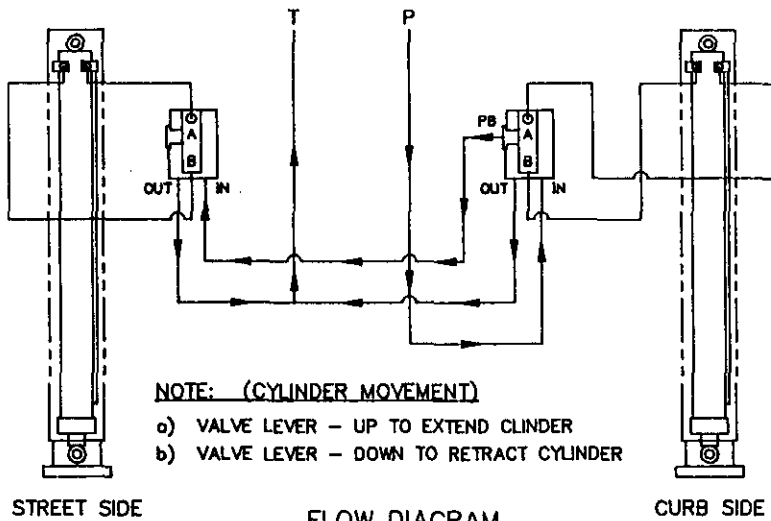 T P
A
B
OUT IN
PB
A
B
OUT IN
NOTE: (CYLINDER MOVEMENT)
a) VALVE LEVER – UP TO EXTEND CLINDER
b) VALVE LEVER – DOWN TO RETRACT CYLINDER
STREET SIDE
FLOW DIAGRAM
CURB SIDE